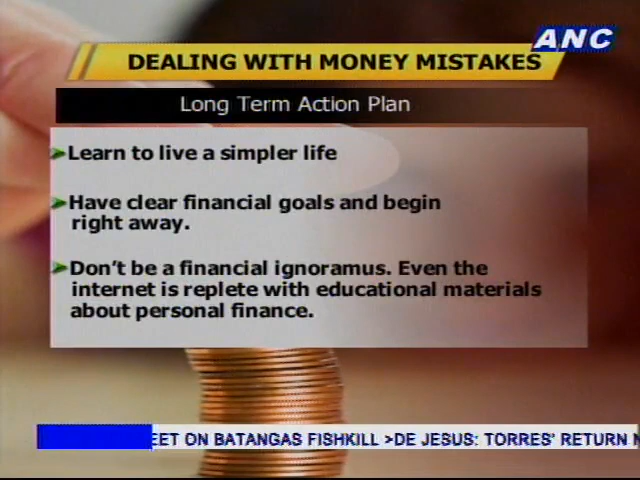 ANC
DEALING WITH MONEY MISTAKES
Long Term Action Plan
Learn to live a simpler life
Have clear financial goals and begin
right away.
Don't be a financial ignoramus. Even the
internet is replete with educational materials
about personal finance.
ON BATANGAS FISHKILL >DE JESUS: TORRES' RETURN